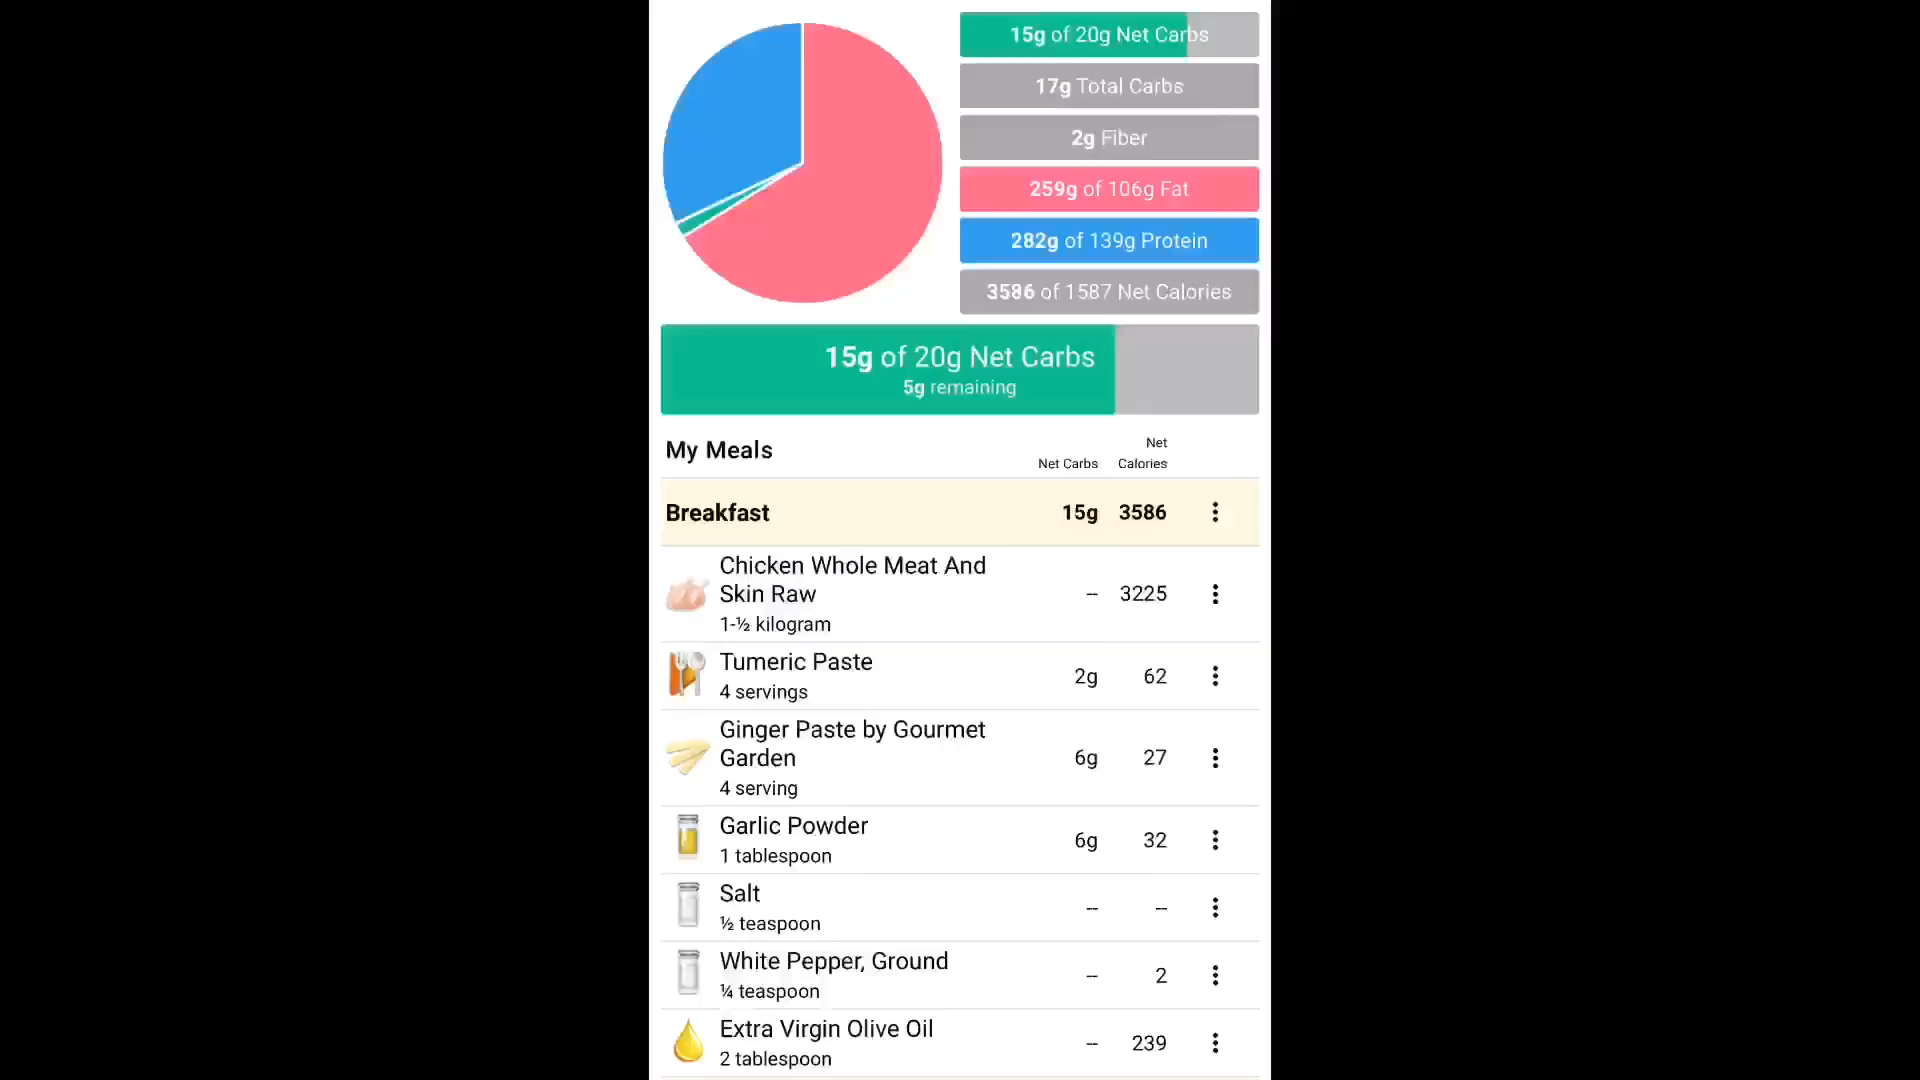 15g of 20g Net Carbs
17g Total Carbs
2g Fiber
259g of 106g Fat
282g of 139g Protein
3586 of 1587 Net Calories
15g of 20g Net Carbs
5g remaining
My Meals
Net Carbs
Net
Calories
Breakfast 15g 3586
Chicken Whole Meat And
Skin Raw
-- 3225
1-½ kilogram
Tumeric Paste
2g 62
4 servings
Ginger Paste by Gourmet
Garden
6g 27
4 serving
Garlic Powder
6g 32
1 tablespoon
Salt
-- --
½ teaspoon
White Pepper, Ground
-- 2
¼ teaspoon
Extra Virgin Olive Oil
-- 239
2 tablespoon